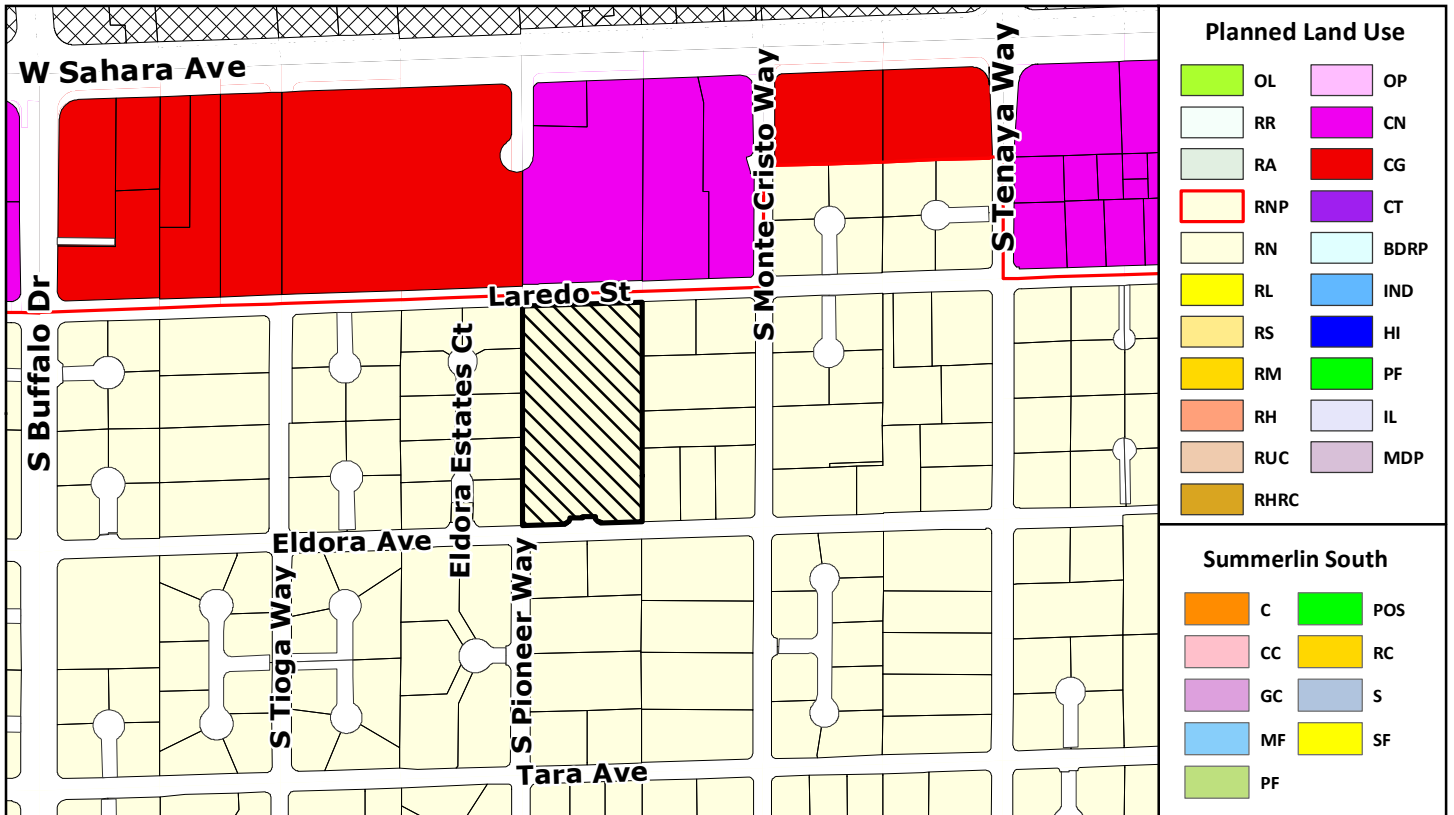 W Sahara Ave
S Buffalo Dr
Laredo St
Eldora Estates Ct
S Monte Cristo Way
S Tenaya Way
Eldora Ave
S Tioga Way
S Pioneer Way
Tara Ave
Planned Land Use
OL OP
RR CN
RA CG
RNP CT
RN BDRP
RL IND
RS HI
RM PF
RH IL
RUC MDP
RHRC
Summerlin South
C POS
CC RC
GC S
MF SF
PF